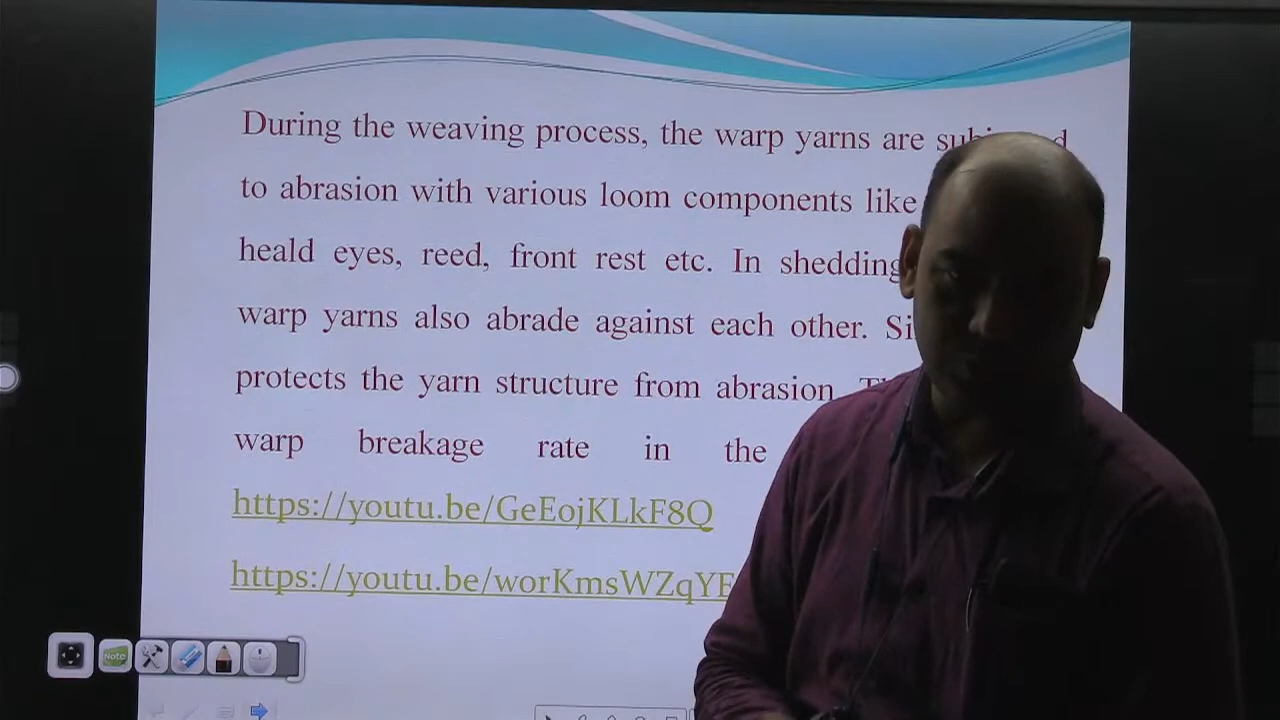 During the weaving process, the warp yarns are
to abrasion with various loom components like
heald eyes, reed, front rest etc. In shedding
warp yarns also abrade against each other.
protects the yarn structure from abrasion.
warp breakage rate in the
https://youtu.be/GeEojKLkF8Q
https://youtu.be/worKmsWZqYE
NOTE